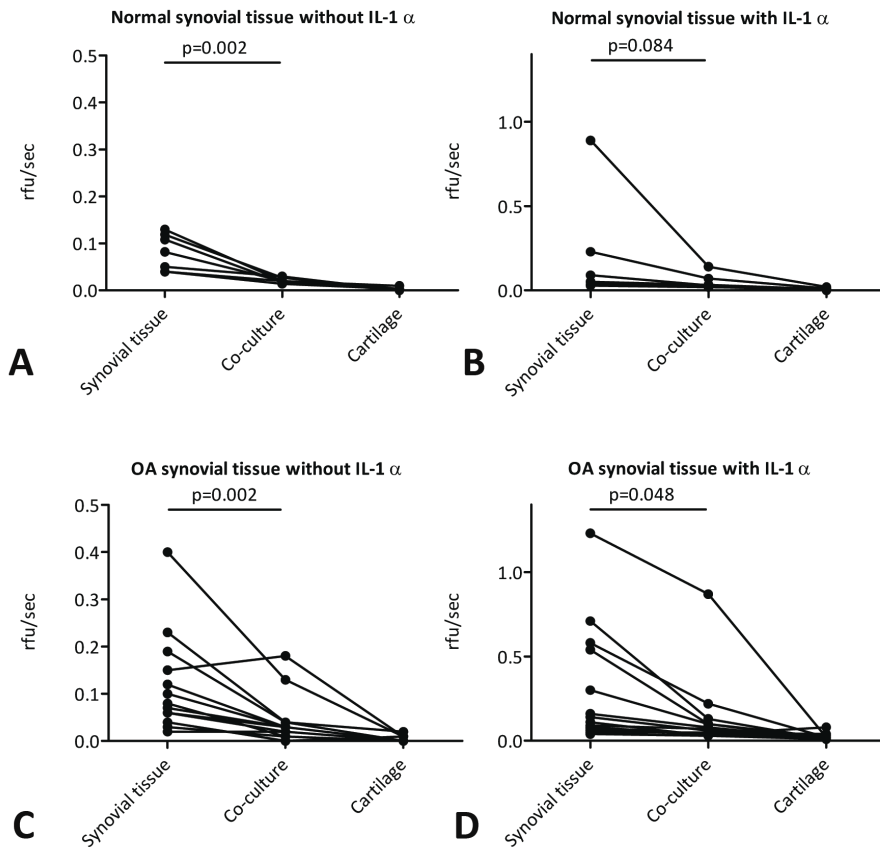 Normal synovial tissue without IL-1 α
p=0.002
0.5
0.4
0.3
0.2
0.1
0.0
rfu/sec
Synovial tissue
Co-culture
Cartilage
A
Normal synovial tissue with IL-1 α
p=0.084
1.0
0.5
0.0
rfu/sec
Synovial tissue
Co-culture
Cartilage
B
OA synovial tissue without IL-1 α
p=0.002
0.5
0.4
0.3
0.2
0.1
0.0
rfu/sec
Synovial tissue
Co-culture
Cartilage
C
OA synovial tissue with IL-1 α
p=0.048
1.0
0.5
0.0
rfu/sec
Synovial tissue
Co-culture
Cartilage
D